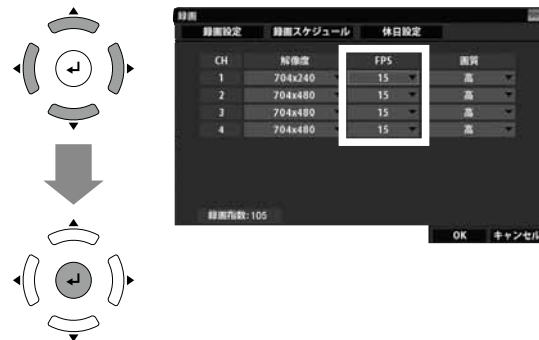 録画
録画設定 録画スケジュール 休日設定
CH 解像度 FPS 画質
1 704x240 15 高
2 704x480 15 高
3 704x480 15 高
4 704x480 15 高
録画指数:105
OK キャンセル